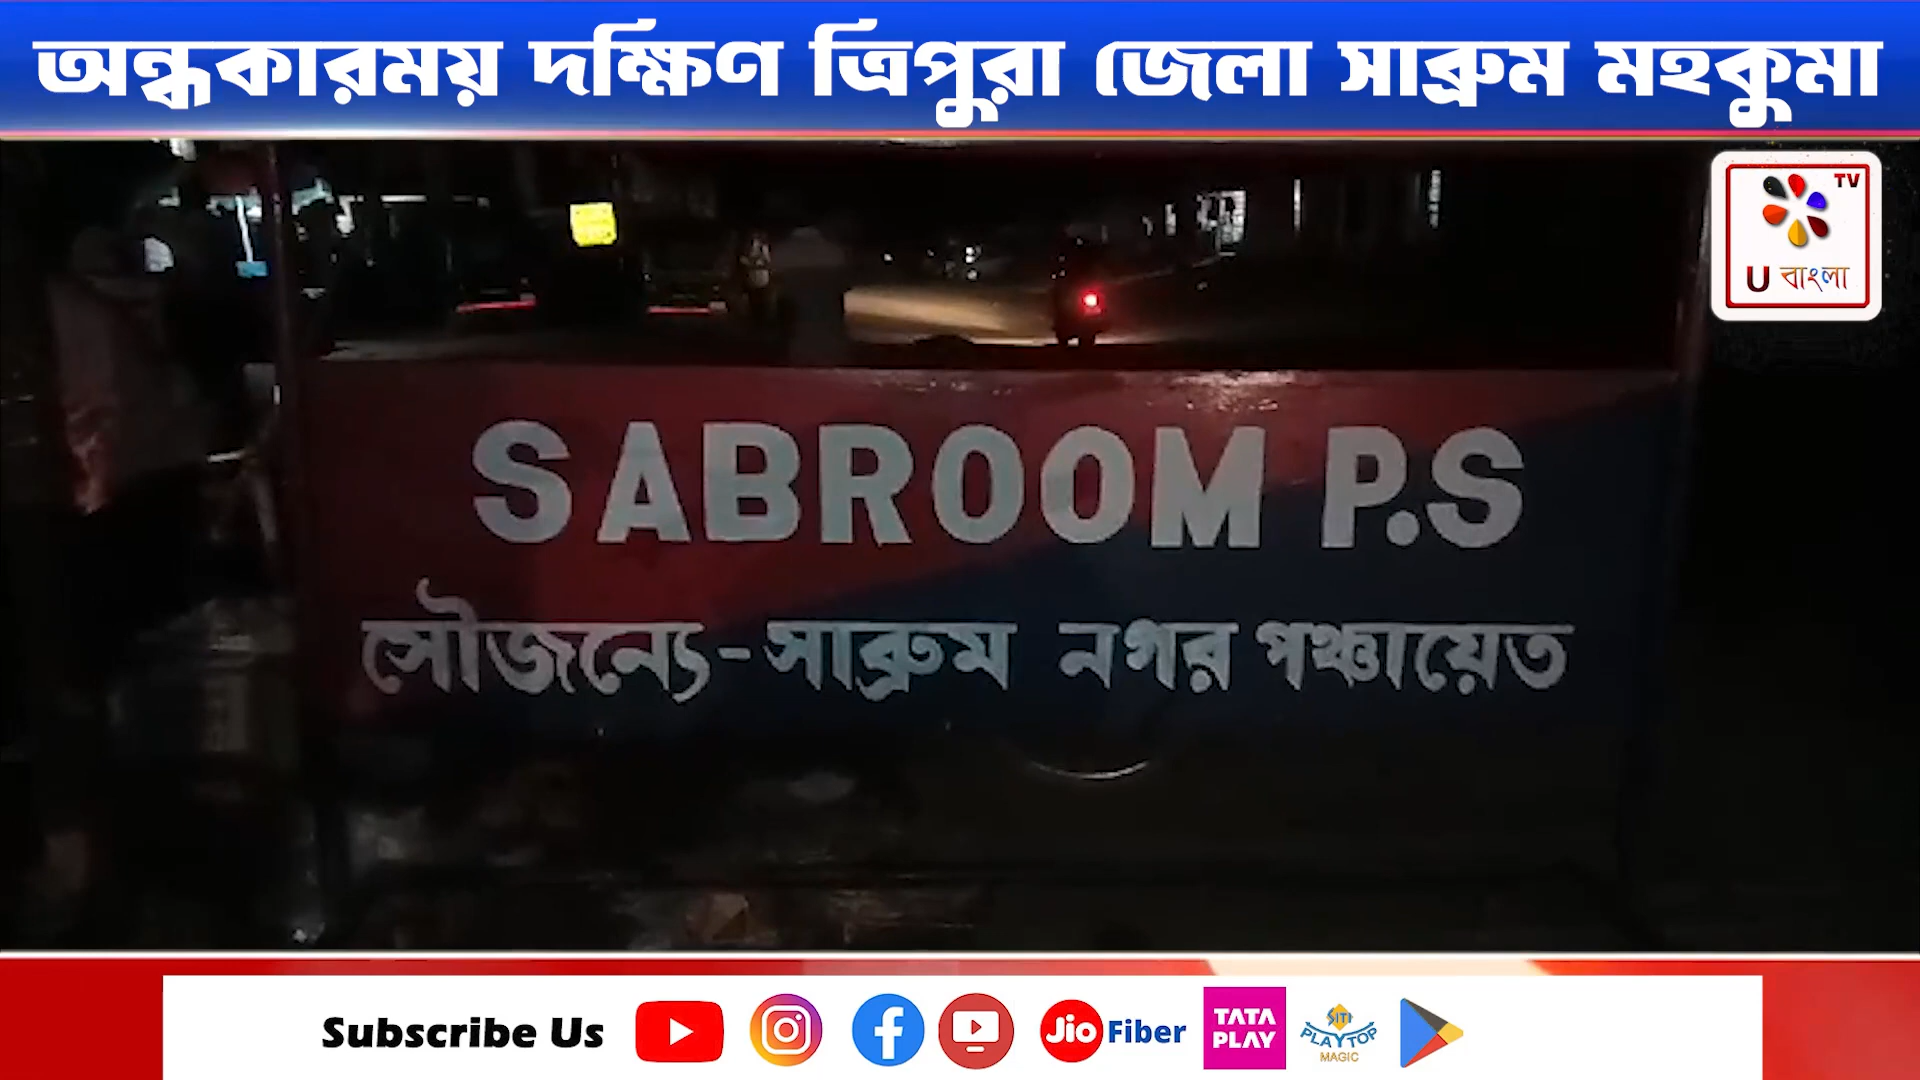 অন্ধকারময় দক্ষিণ ত্রিপুরা জেলা সাব্রুম মহকুমা
TV
U বাংলা
SABROOM P.S
সৌজন্যে-সাব্রুম নগর পঞ্চায়েত
Subscribe Us
Jio Fiber
TATA PLAY
SITI
PLAYTOP
MAGIC